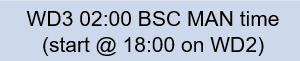 WD3 02:00 BSC MAN time
(start @ 18:00 on WD2)